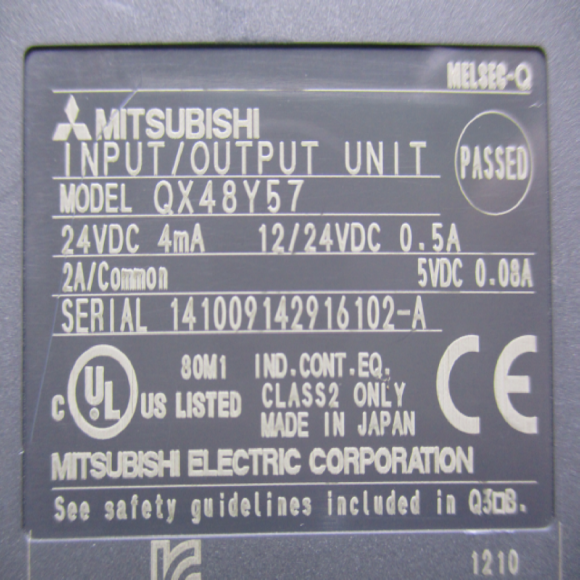 MELSEC-Q
MITSUBISHI
INPUT/OUTPUT UNIT
PASSED
MODEL QX48Y57
24VDC 4mA 12/24VDC 0.5A
2A/Common 5VDC 0.08A
SERIAL 141009142916102-A
80M1 IND.CONT.EQ.
C UL US LISTED CLASS2 ONLY
MADE IN JAPAN
CE
MITSUBISHI ELECTRIC CORPORATION
See safety guidelines included in Q3□B.
1210